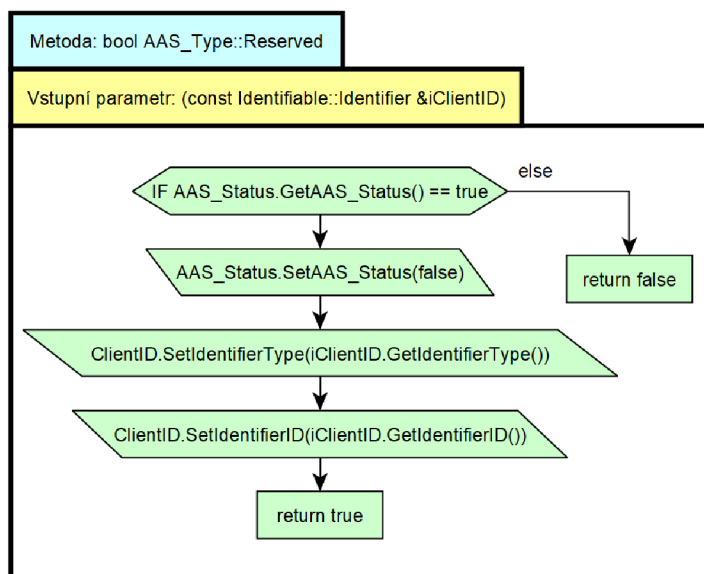 Metoda: bool AAS_Type::Reserved
Vstupní parametr: (const Identifiable::Identifier &iClientID)
IF AAS_Status.GetAAS_Status() == true
else
AAS_Status.SetAAS_Status(false)
return false
ClientID.SetIdentifierType(iClientID.GetIdentifierType())
ClientID.SetIdentifierID(iClientID.GetIdentifierID())
return true